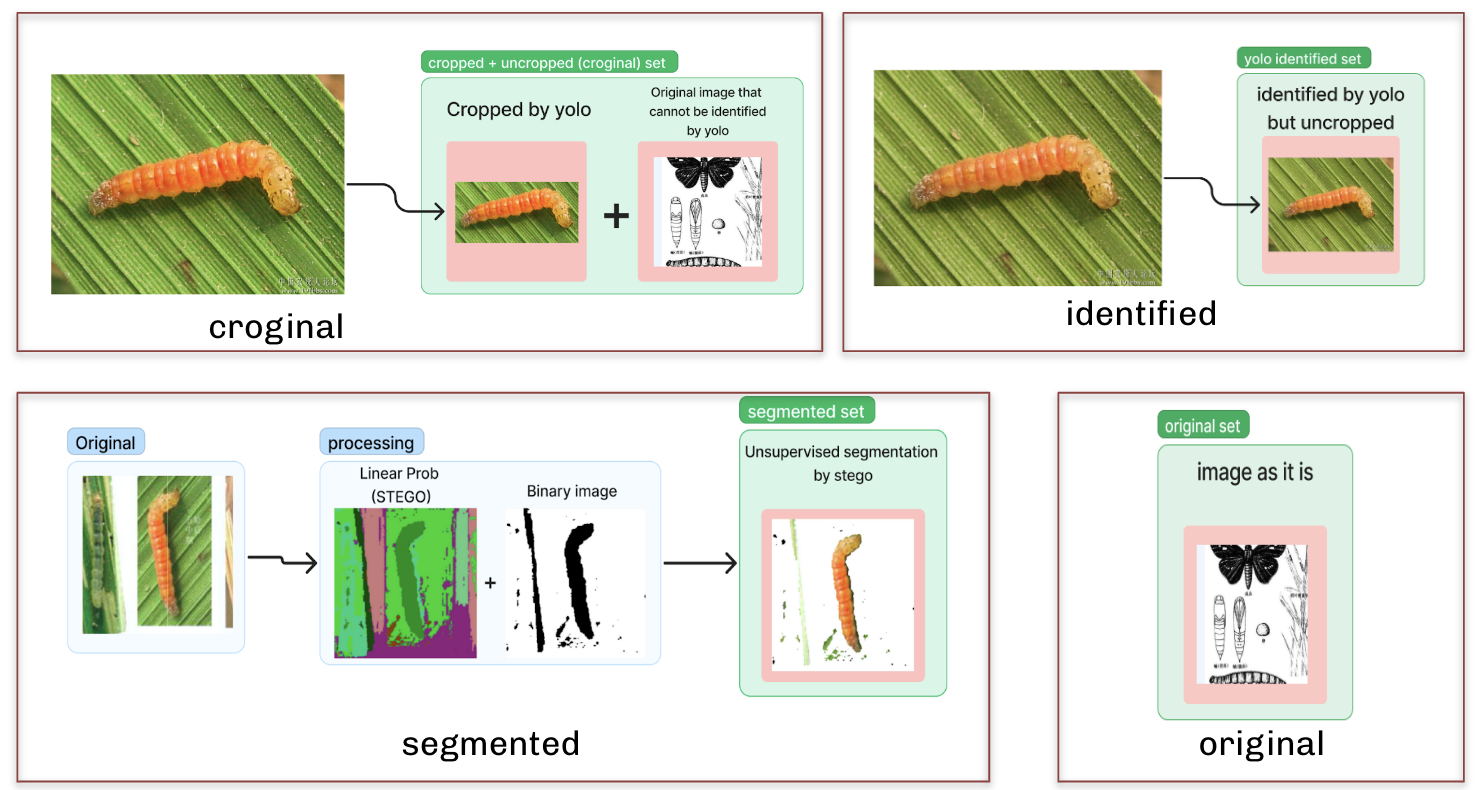 cropped + uncropped (croginal) set
Cropped by yolo
Original image that
cannot be identified
by yolo
+
croginal
yolo identified set
identified by yolo
but uncropped
identified
Original
processing
Linear Prob
(STEGO)
+
Binary image
segmented set
Unsupervised segmentation
by stego
segmented
original set
image as it is
original